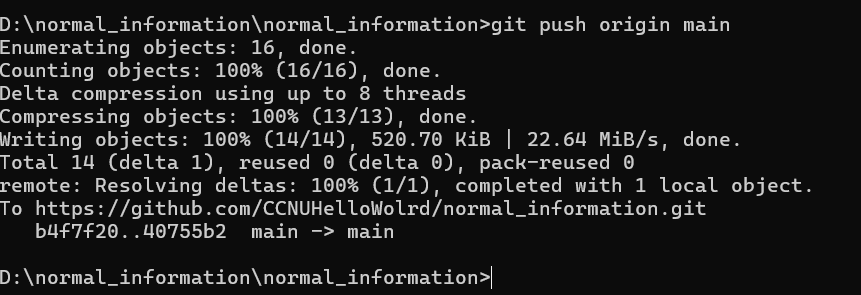 D:\normal_information\normal_information>git push origin main
Enumerating objects: 16, done.
Counting objects: 100% (16/16), done.
Delta compression using up to 8 threads
Compressing objects: 100% (13/13), done.
Writing objects: 100% (14/14), 520.70 KiB | 22.64 MiB/s, done.
Total 14 (delta 1), reused 0 (delta 0), pack-reused 0
remote: Resolving deltas: 100% (1/1), completed with 1 local object.
To https://github.com/CCNUHelloWolrd/normal_information.git
   b4f7f20..40755b2  main -> main
D:\normal_information\normal_information>